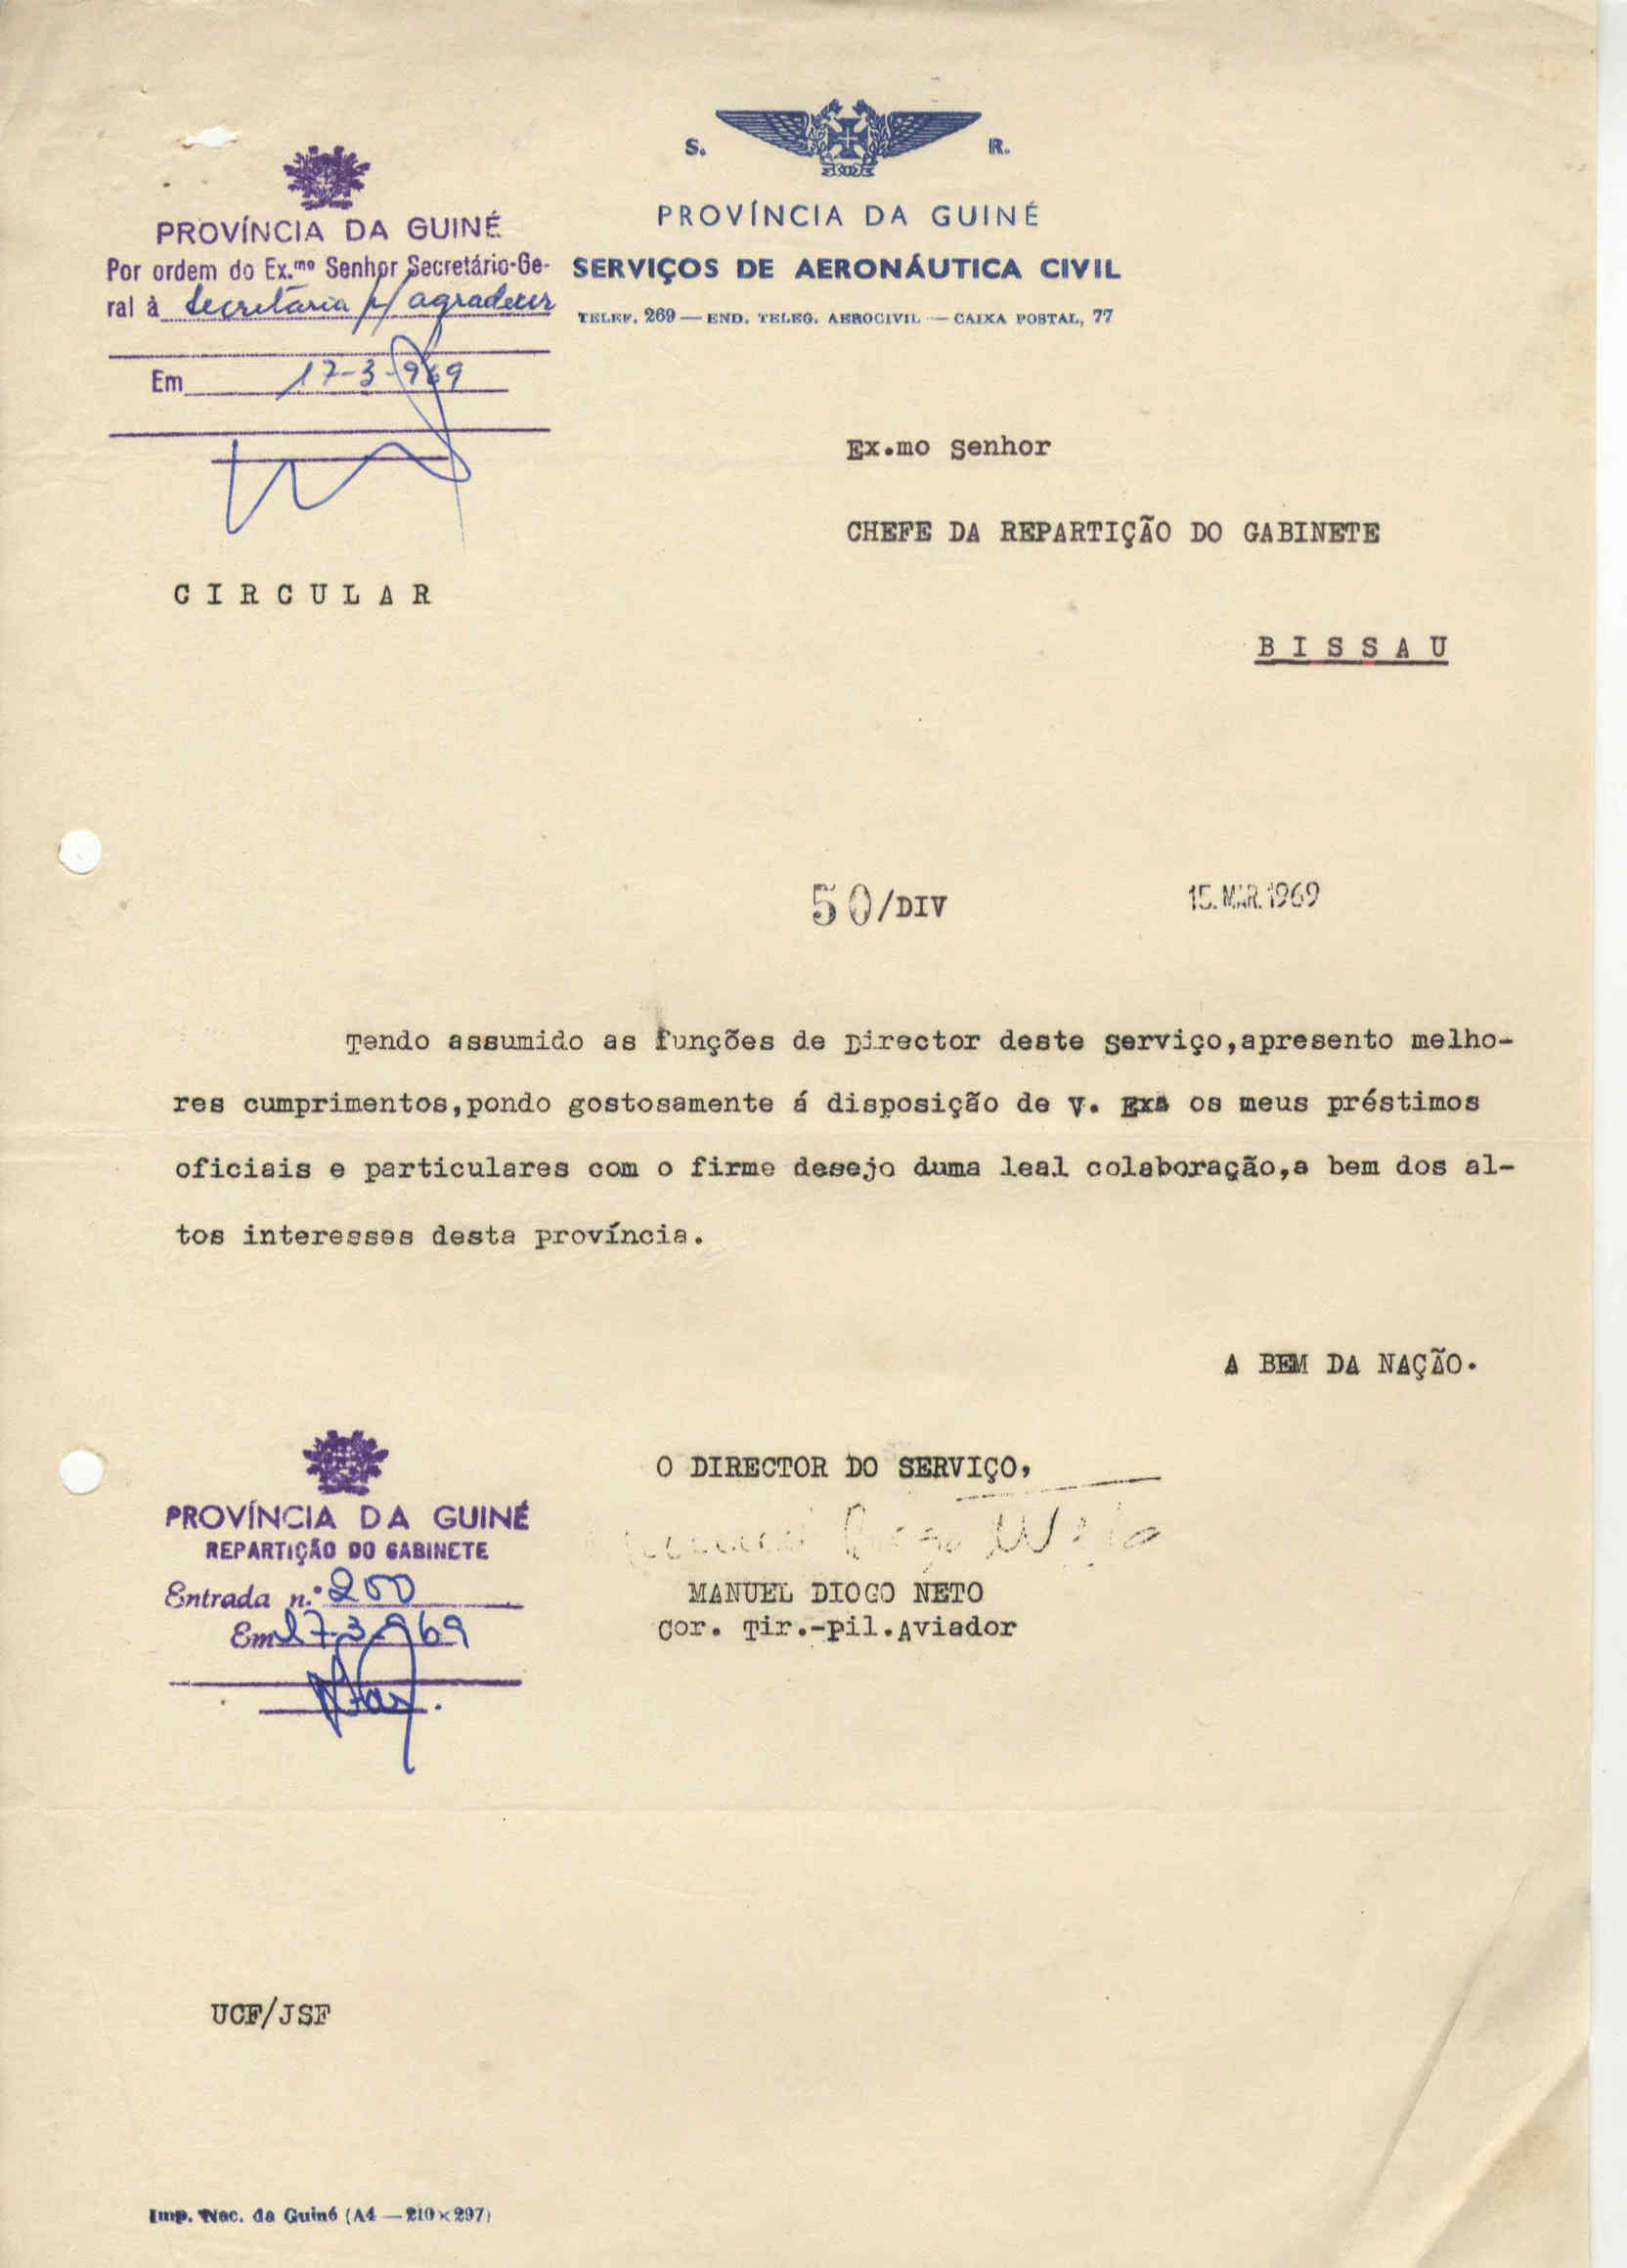 S. R.
PROVÍNCIA DA GUINÉ
SERVIÇOS DE AERONÁUTICA CIVIL
TELEF. 269 — END. TELEG. AEROCIVIL — CAIXA POSTAL, 77
PROVÍNCIA DA GUINÉ
Por ordem do Ex.mo Senhor Secretário-Ge-
ral à Secretaria p/ agradecer
Em 17-3-969
Ex.mo Senhor
CHEFE DA REPARTIÇÃO DO GABINETE
C I R C U L A R
B I S S A U
50/DIV 15. MAR. 1969
Tendo assumido as funções de Director deste Serviço,apresento melho-
res cumprimentos,pondo gostosamente á disposição de V. Exa os meus préstimos
oficiais e particulares com o firme desejo duma leal colaboração,a bem dos al-
tos interesses desta província.
A BEM DA NAÇÃO.
O DIRECTOR DO SERVIÇO,
Manuel Diogo Neto
MANUEL DIOGO NETO
Cor. Tir.-Pil.Aviador
PROVÍNCIA DA GUINÉ
REPARTIÇÃO DO GABINETE
Entrada n.º 200
Em 17-3-969
UCF/JSF
Imp. Nac. da Guiné (A4 — 210×297)